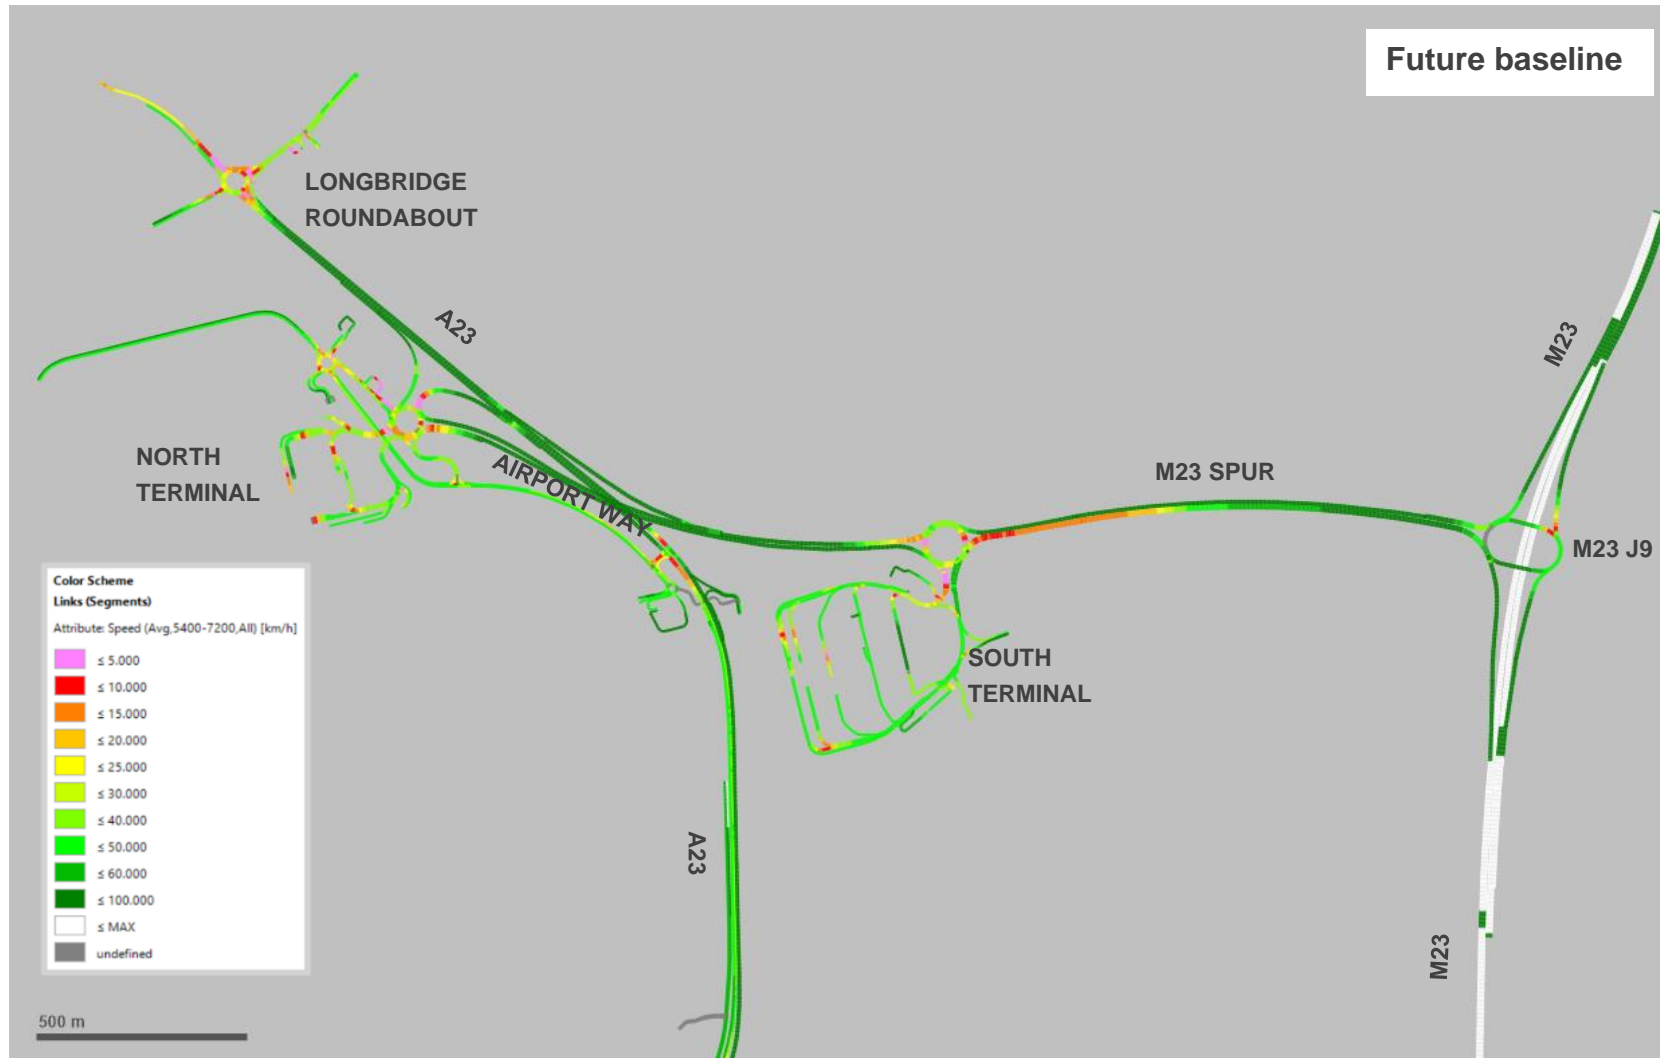 Future baseline
LONGBRIDGE
ROUNDABOUT
A23
M23
NORTH
TERMINAL
AIRPORT WAY
M23 SPUR
M23 J9
Color Scheme
Links (Segments)
Attribute: Speed (Avg,5400-7200,All) [km/h]
≤ 5.000
≤ 10.000
≤ 15.000
≤ 20.000
≤ 25.000
≤ 30.000
≤ 40.000
≤ 50.000
≤ 60.000
≤ 100.000
≤ MAX
undefined
SOUTH
TERMINAL
A23
M23
500 m